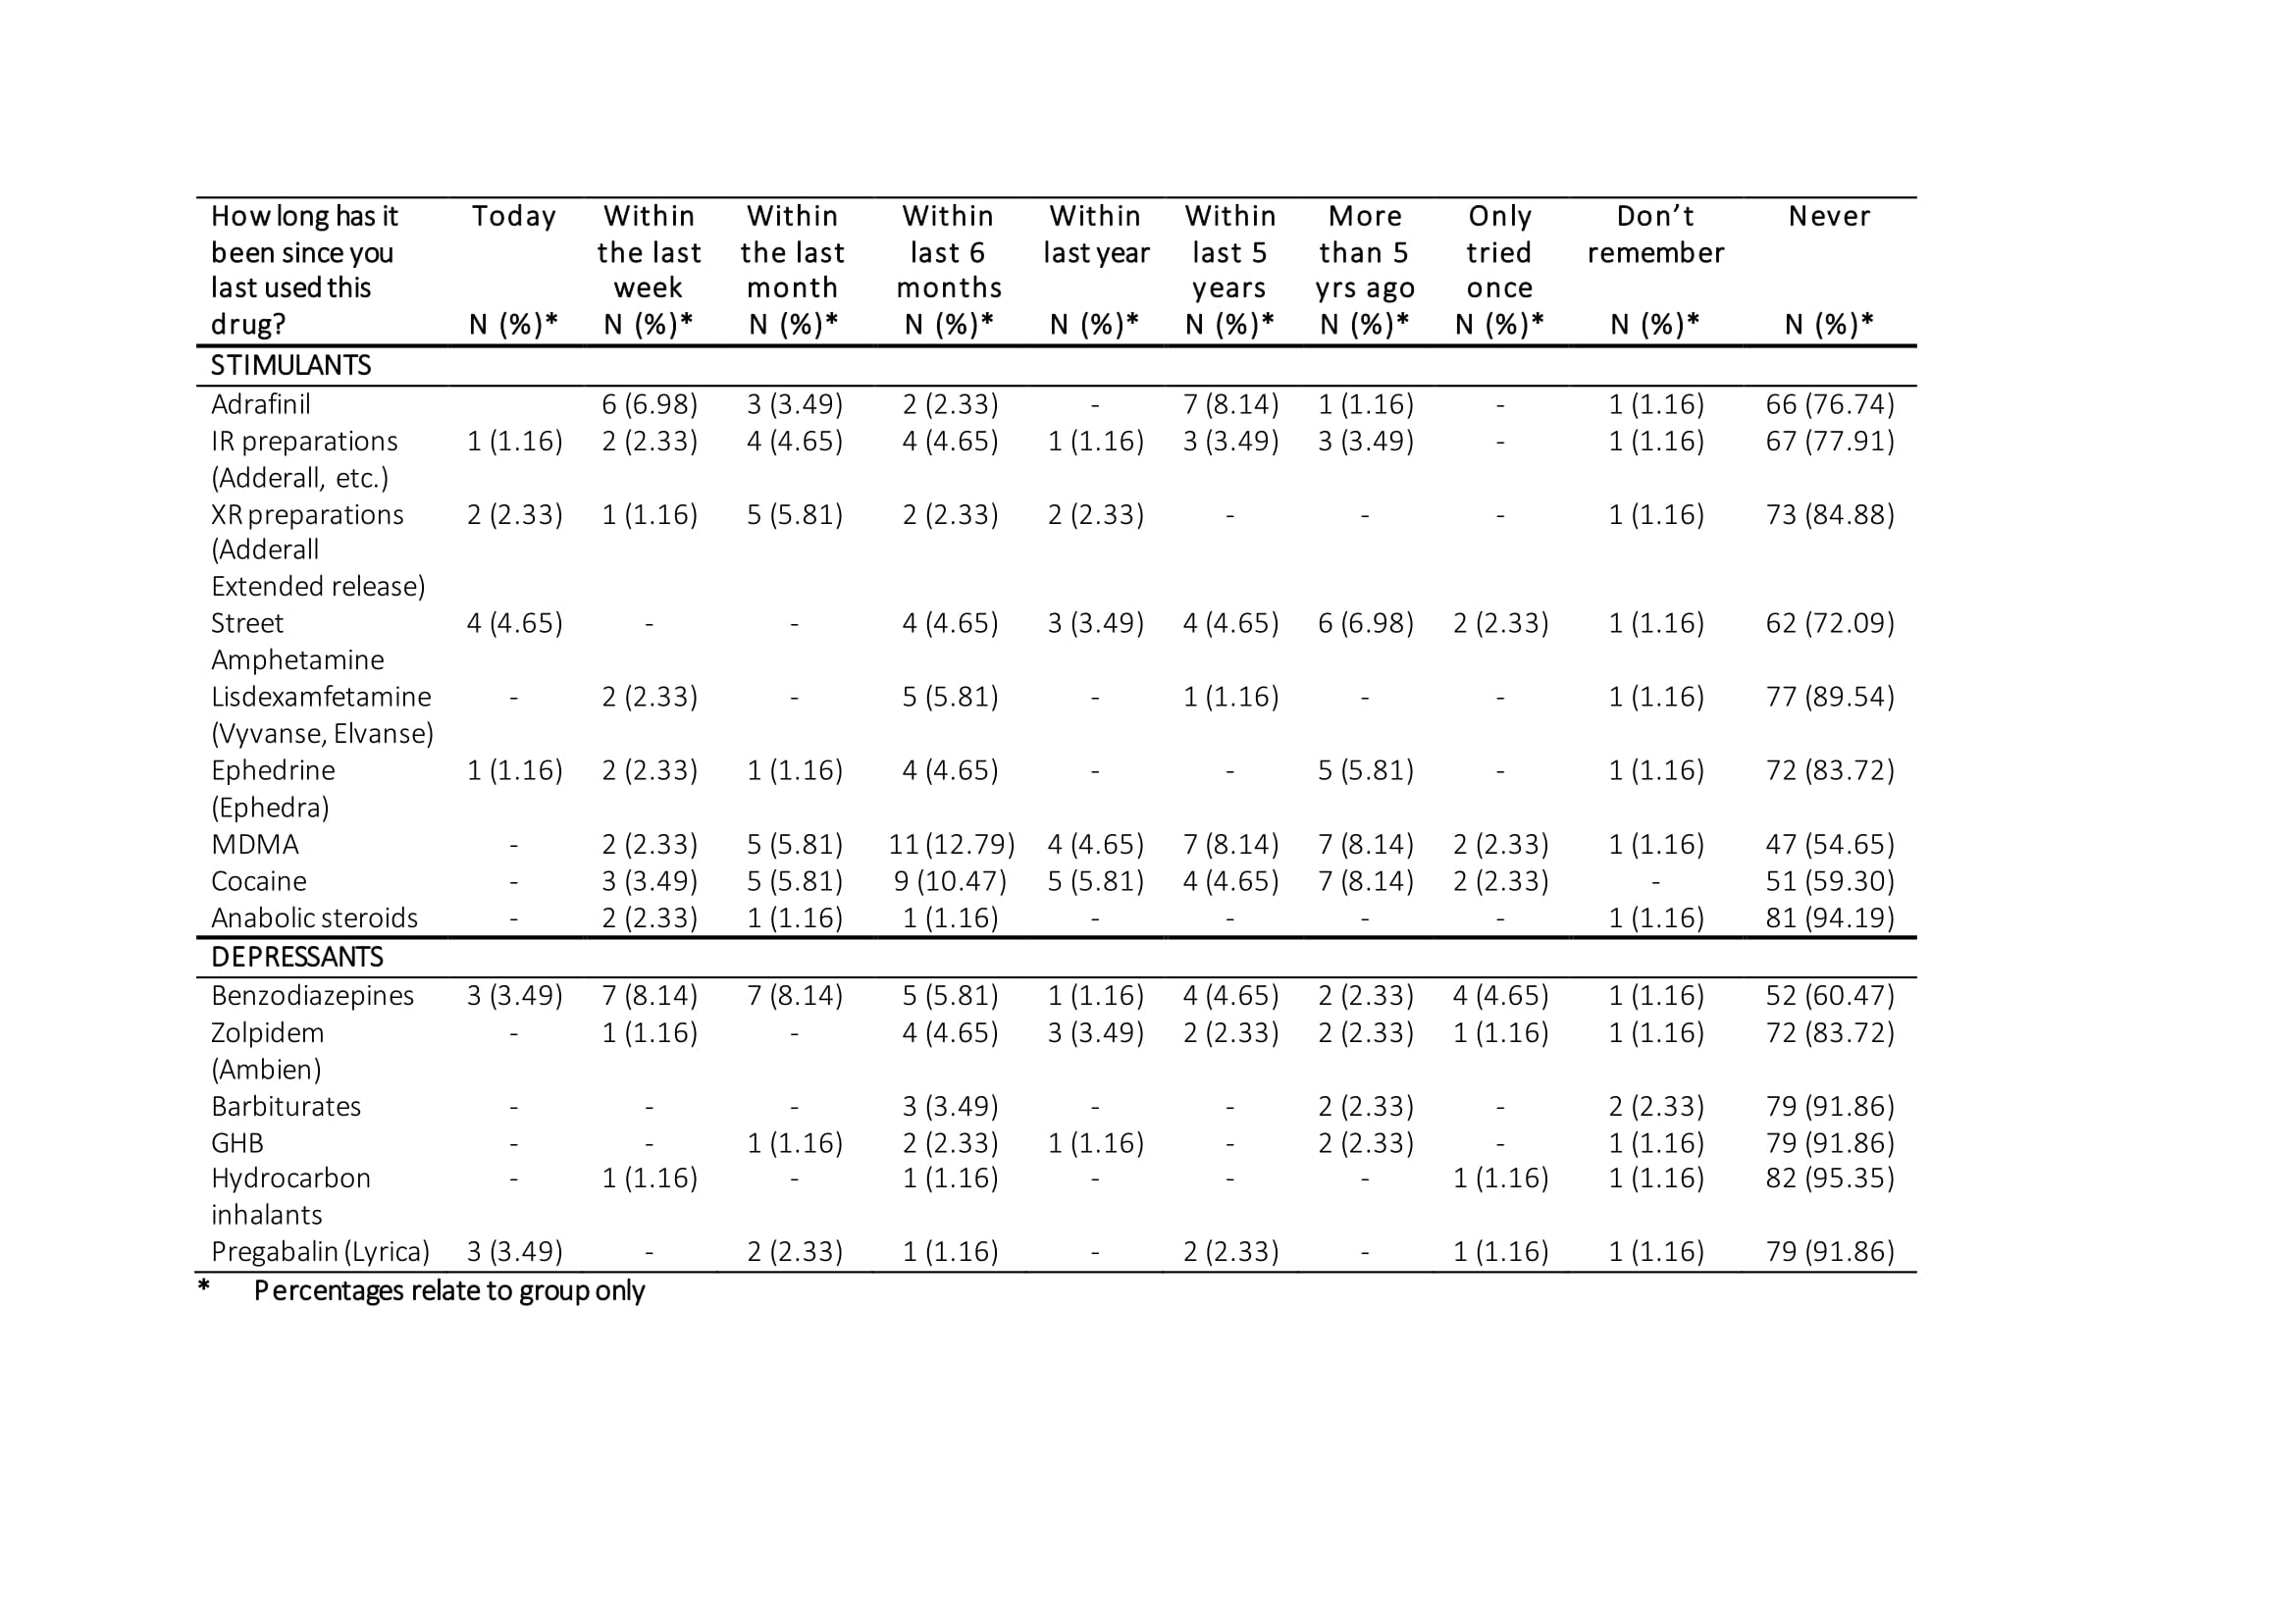 How long has it been since you last used this drug? | Today N (%)* | Within the last week N (%)* | Within the last month N (%)* | Within last 6 months N (%)* | Within last year N (%)* | Within last 5 years N (%)* | More than 5 yrs ago N (%)* | Only tried once N (%)* | Don’t remember N (%)* | Never N (%)*
STIMULANTS
Adrafinil | | 6 (6.98) | 3 (3.49) | 2 (2.33) | - | 7 (8.14) | 1 (1.16) | - | 1 (1.16) | 66 (76.74)
IR preparations (Adderall, etc.) | 1 (1.16) | 2 (2.33) | 4 (4.65) | 4 (4.65) | 1 (1.16) | 3 (3.49) | 3 (3.49) | - | 1 (1.16) | 67 (77.91)
XR preparations (Adderall Extended release) | 2 (2.33) | 1 (1.16) | 5 (5.81) | 2 (2.33) | 2 (2.33) | - | - | - | 1 (1.16) | 73 (84.88)
Street Amphetamine | 4 (4.65) | - | - | 4 (4.65) | 3 (3.49) | 4 (4.65) | 6 (6.98) | 2 (2.33) | 1 (1.16) | 62 (72.09)
Lisdexamfetamine (Vyvanse, Elvanse) | - | 2 (2.33) | - | 5 (5.81) | - | 1 (1.16) | - | - | 1 (1.16) | 77 (89.54)
Ephedrine (Ephedra) | 1 (1.16) | 2 (2.33) | 1 (1.16) | 4 (4.65) | - | - | 5 (5.81) | - | 1 (1.16) | 72 (83.72)
MDMA | - | 2 (2.33) | 5 (5.81) | 11 (12.79) | 4 (4.65) | 7 (8.14) | 7 (8.14) | 2 (2.33) | 1 (1.16) | 47 (54.65)
Cocaine | - | 3 (3.49) | 5 (5.81) | 9 (10.47) | 5 (5.81) | 4 (4.65) | 7 (8.14) | 2 (2.33) | - | 51 (59.30)
Anabolic steroids | - | 2 (2.33) | 1 (1.16) | 1 (1.16) | - | - | - | - | 1 (1.16) | 81 (94.19)
DEPRESSANTS
Benzodiazepines | 3 (3.49) | 7 (8.14) | 7 (8.14) | 5 (5.81) | 1 (1.16) | 4 (4.65) | 2 (2.33) | 4 (4.65) | 1 (1.16) | 52 (60.47)
Zolpidem (Ambien) | - | 1 (1.16) | - | 4 (4.65) | 3 (3.49) | 2 (2.33) | 2 (2.33) | 1 (1.16) | 1 (1.16) | 72 (83.72)
Barbiturates | - | - | - | 3 (3.49) | - | - | 2 (2.33) | - | 2 (2.33) | 79 (91.86)
GHB | - | - | 1 (1.16) | 2 (2.33) | 1 (1.16) | - | 2 (2.33) | - | 1 (1.16) | 79 (91.86)
Hydrocarbon inhalants | - | 1 (1.16) | - | 1 (1.16) | - | - | - | 1 (1.16) | 1 (1.16) | 82 (95.35)
Pregabalin (Lyrica) | 3 (3.49) | - | 2 (2.33) | 1 (1.16) | - | 2 (2.33) | - | 1 (1.16) | 1 (1.16) | 79 (91.86)
* Percentages relate to group only